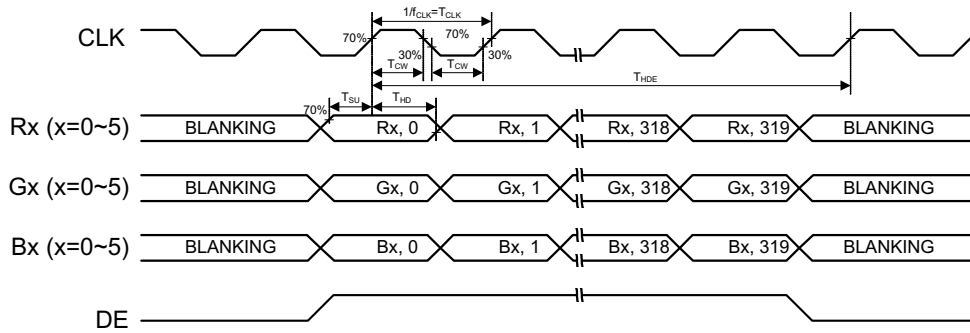 1/fCLK=TCLK
CLK 70% 70%
30% 30%
TCW TCW
THDE
TSU THD
70%
Rx (x=0~5) BLANKING Rx, 0 Rx, 1 Rx, 318 Rx, 319 BLANKING
Gx (x=0~5) BLANKING Gx, 0 Gx, 1 Gx, 318 Gx, 319 BLANKING
Bx (x=0~5) BLANKING Bx, 0 Bx, 1 Bx, 318 Bx, 319 BLANKING
DE